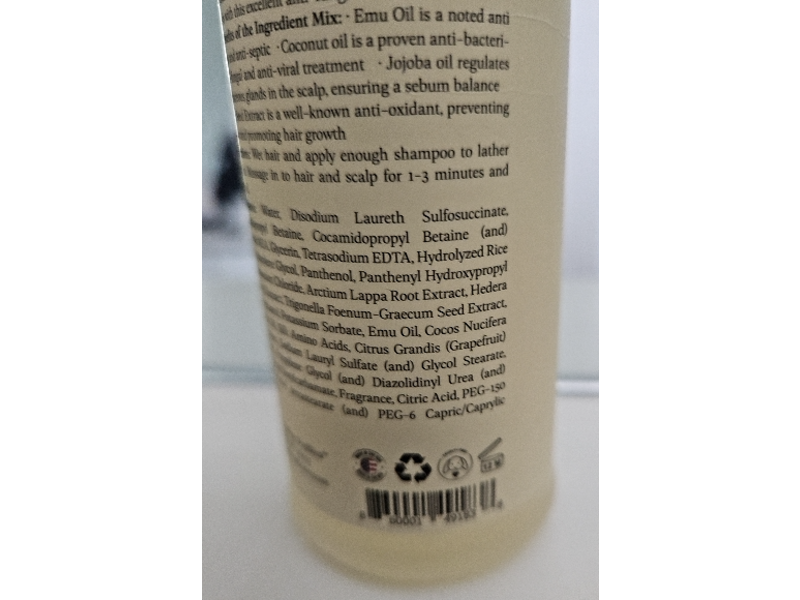 with this excellent
of the Ingredient Mix: · Emu Oil is a noted anti
anti-septic · Coconut oil is a proven anti-bacteri-
and anti-viral treatment · Jojoba oil regulates
glands in the scalp, ensuring a sebum balance
Extract is a well-known anti-oxidant, preventing
promoting hair growth
Wet hair and apply enough shampoo to lather
in to hair and scalp for 1-3 minutes and
Water, Disodium Laureth Sulfosuccinate,
Betaine, Cocamidopropyl Betaine (and)
Glycerin, Tetrasodium EDTA, Hydrolyzed Rice
Glycol, Panthenol, Panthenyl Hydroxypropyl
Chloride, Arctium Lappa Root Extract, Hedera
Trigonella Foenum-Graecum Seed Extract,
Potassium Sorbate, Emu Oil, Cocos Nucifera
Amino Acids, Citrus Grandis (Grapefruit)
Lauryl Sulfate (and) Glycol Stearate,
Glycol (and) Diazolidinyl Urea (and)
Fragrance, Citric Acid, PEG-150
(and) PEG-6 Capric/Caprylic